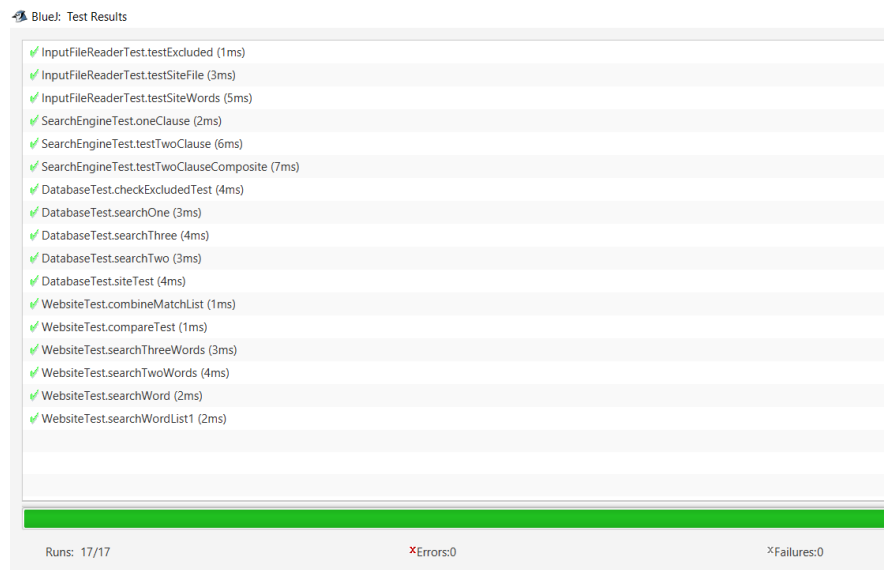 BlueJ: Test Results
InputFileReaderTest.testExcluded (1ms)
InputFileReaderTest.testSiteFile (3ms)
InputFileReaderTest.testSiteWords (5ms)
SearchEngineTest.oneClause (2ms)
SearchEngineTest.testTwoClause (6ms)
SearchEngineTest.testTwoClauseComposite (7ms)
DatabaseTest.checkExcludedTest (4ms)
DatabaseTest.searchOne (3ms)
DatabaseTest.searchThree (4ms)
DatabaseTest.searchTwo (3ms)
DatabaseTest.siteTest (4ms)
WebsiteTest.combineMatchList (1ms)
WebsiteTest.compareTest (1ms)
WebsiteTest.searchThreeWords (3ms)
WebsiteTest.searchTwoWords (4ms)
WebsiteTest.searchWord (2ms)
WebsiteTest.searchWordList1 (2ms)
Runs: 17/17 Errors:0 Failures:0